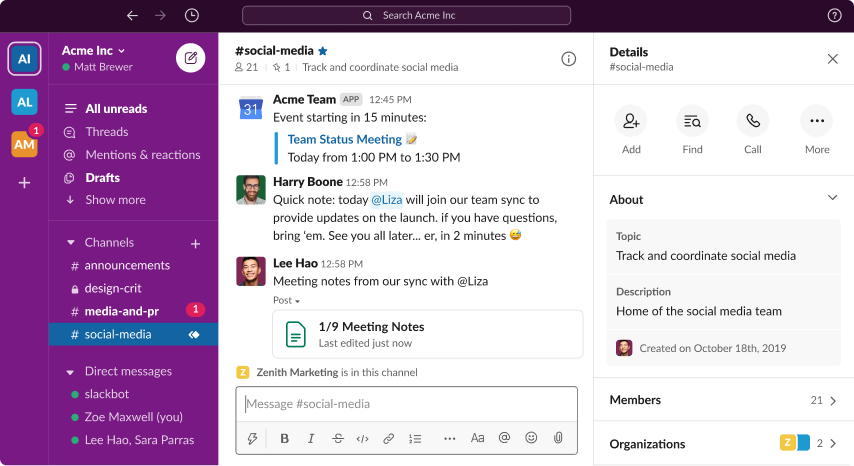 Search Acme Inc
AI
AL
1
AM
Acme Inc
Matt Brewer
All unreads
Threads
Mentions & reactions
Drafts
Show more
Channels
# announcements
design-crit
# media-and-pr 1
# social-media
Direct messages
slackbot
Zoe Maxwell (you)
Lee Hao, Sara Parras
#social-media
21 | 1 | Track and coordinate social media
31
Acme Team APP 12:45 PM
Event starting in 15 minutes:
Team Status Meeting
Today from 1:00 PM to 1:30 PM
Harry Boone 12:58 PM
Quick note: today @Liza will join our team sync to
provide updates on the launch. if you have questions,
bring ‘em. See you all later... er, in 2 minutes
Lee Hao 12:58 PM
Meeting notes from our sync with @Liza
Post
1/9 Meeting Notes
Last edited just now
Z Zenith Marketing is in this channel
Message #social-media
B I S </> Aa @
Details
#social-media
Add Find Call More
About
Topic
Track and coordinate social media
Description
Home of the social media team
Created on October 18th, 2019
Members 21
Organizations Z 2